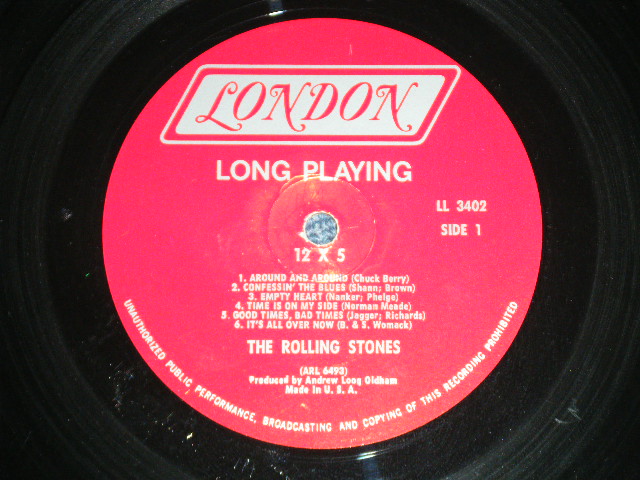 LONDON
LONG PLAYING
LL 3402
SIDE 1
12 X 5
1. AROUND AND AROUND (Chuck Berry)
2. CONFESSIN' THE BLUES (Shann; Brown)
3. EMPTY HEART (Nanker; Phelge)
4. TIME IS ON MY SIDE (Norman Meade)
5. GOOD TIMES, BAD TIMES (Jagger; Richards)
6. IT'S ALL OVER NOW (B. & S. Womack)
THE ROLLING STONES
(ARL 6493)
Produced by Andrew Loog Oldham
Made in U. S. A.
UNAUTHORIZED PUBLIC PERFORMANCE, BROADCASTING AND COPYING OF THIS RECORDING PROHIBITED